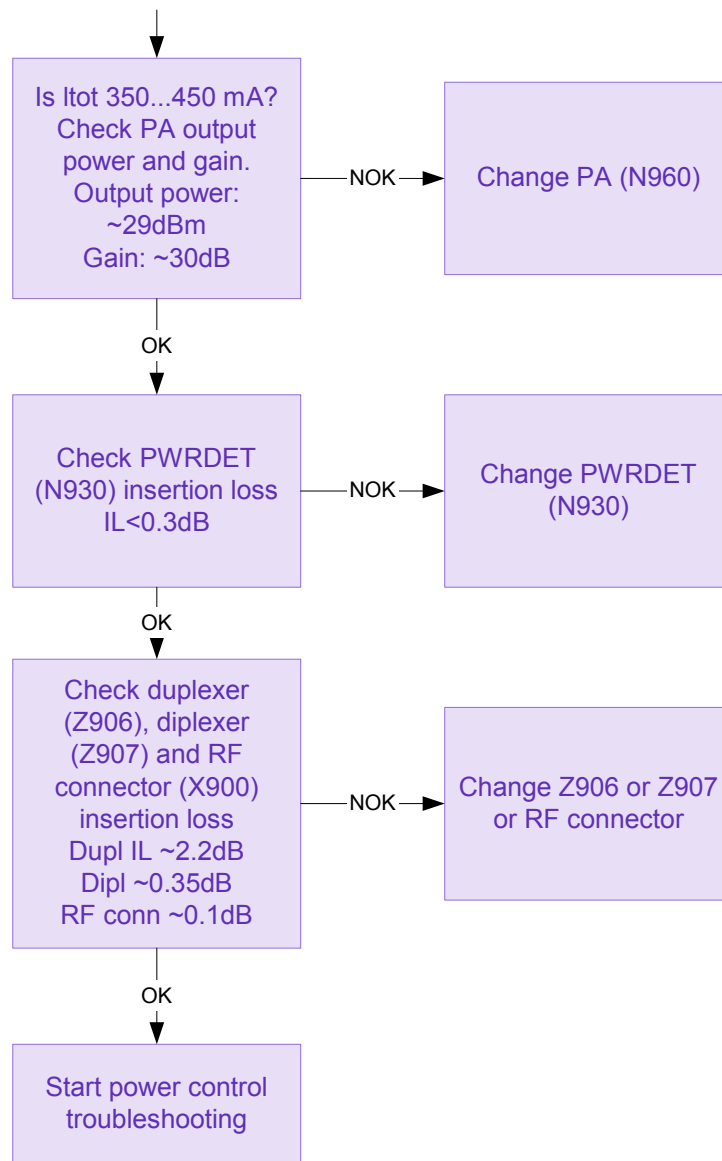 Is Itot 350...450 mA?
Check PA output
power and gain.
Output power:
~29dBm
Gain: ~30dB
NOK
Change PA (N960)
OK
Check PWRDET
(N930) insertion loss
IL<0.3dB
NOK
Change PWRDET
(N930)
OK
Check duplexer
(Z906), diplexer
(Z907) and RF
connector (X900)
insertion loss
Dupl IL ~2.2dB
Dipl ~0.35dB
RF conn ~0.1dB
NOK
Change Z906 or Z907
or RF connector
OK
Start power control
troubleshooting